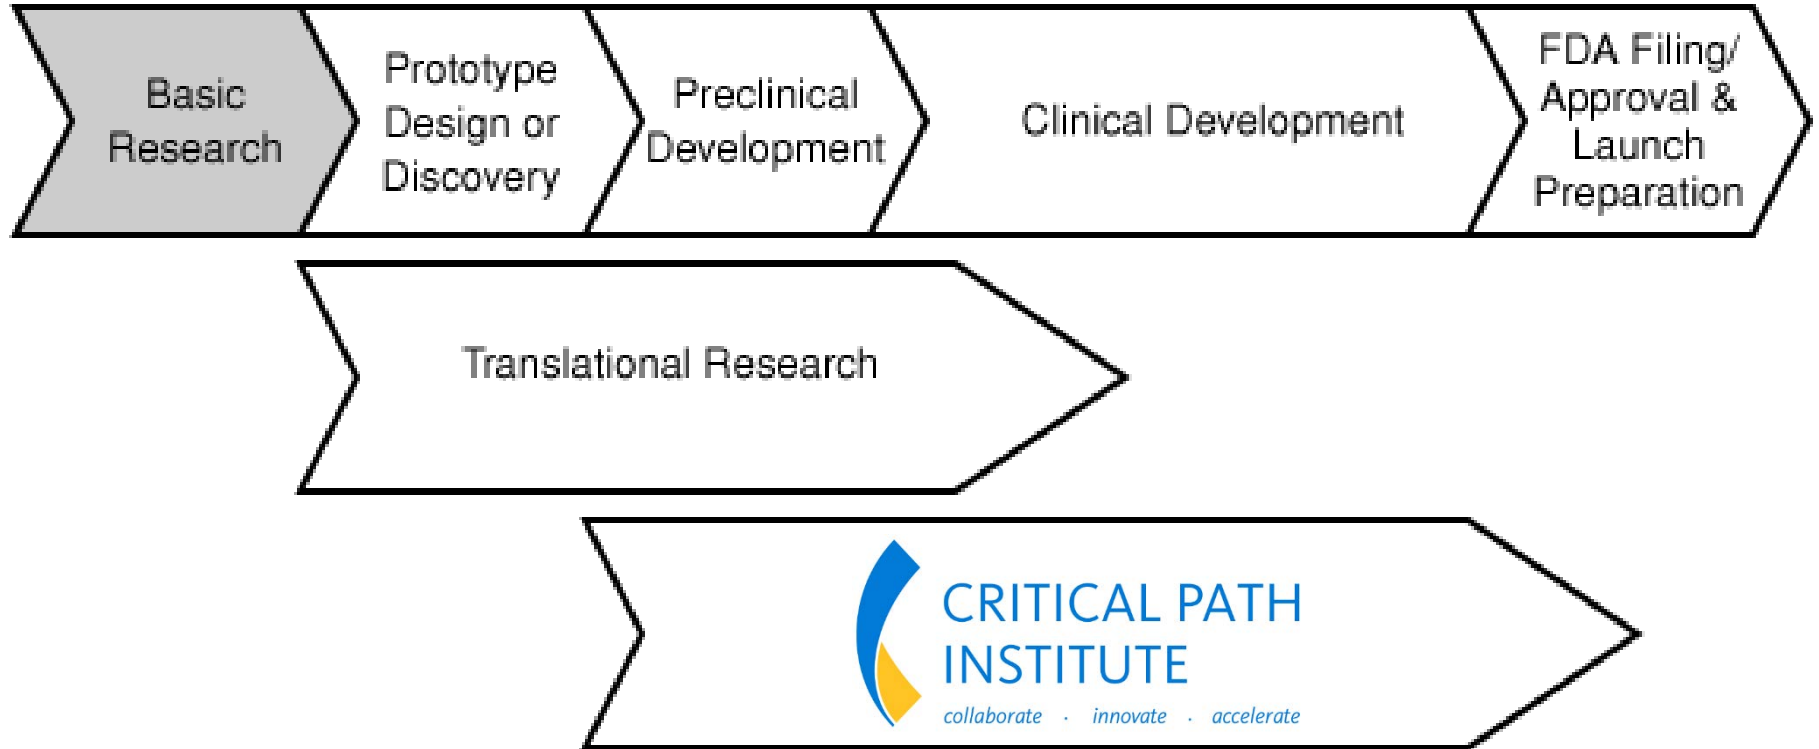 Basic
Research
Prototype
Design or
Discovery
Preclinical
Development
Clinical Development
FDA Filing/
Approval &
Launch
Preparation
Translational Research
CRITICAL PATH
INSTITUTE
collaborate · innovate · accelerate